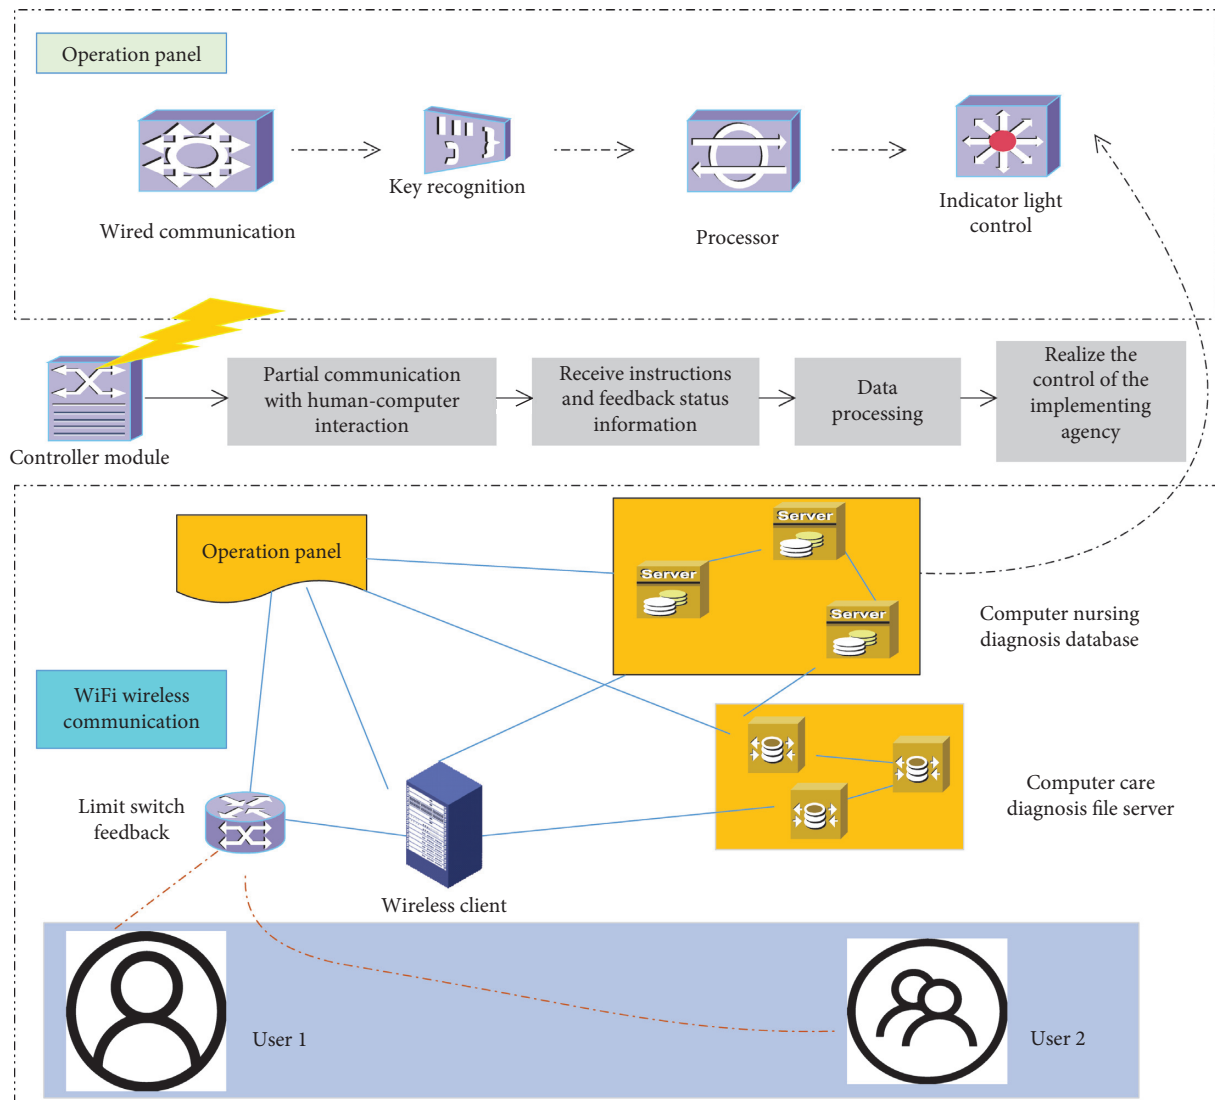 Operation panel
Wired communication
Key recognition
Processor
Indicator light
control
Controller module
Partial communication
with human-computer
interaction
Receive instructions
and feedback status
information
Data
processing
Realize the
control of the
implementing
agency
Operation panel
Server
Server
Server
Computer nursing
diagnosis database
WiFi wireless
communication
Limit switch
feedback
Wireless client
Computer care
diagnosis file server
User 1
User 2